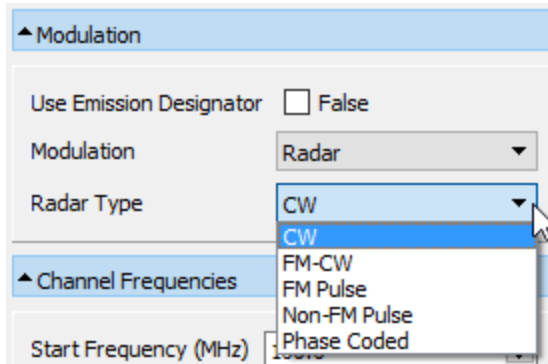 Modulation
Use Emission Designator False
Modulation Radar
Radar Type CW
CW
FM-CW
Channel Frequencies
FM Pulse
Non-FM Pulse
Start Frequency (MHz)
Phase Coded